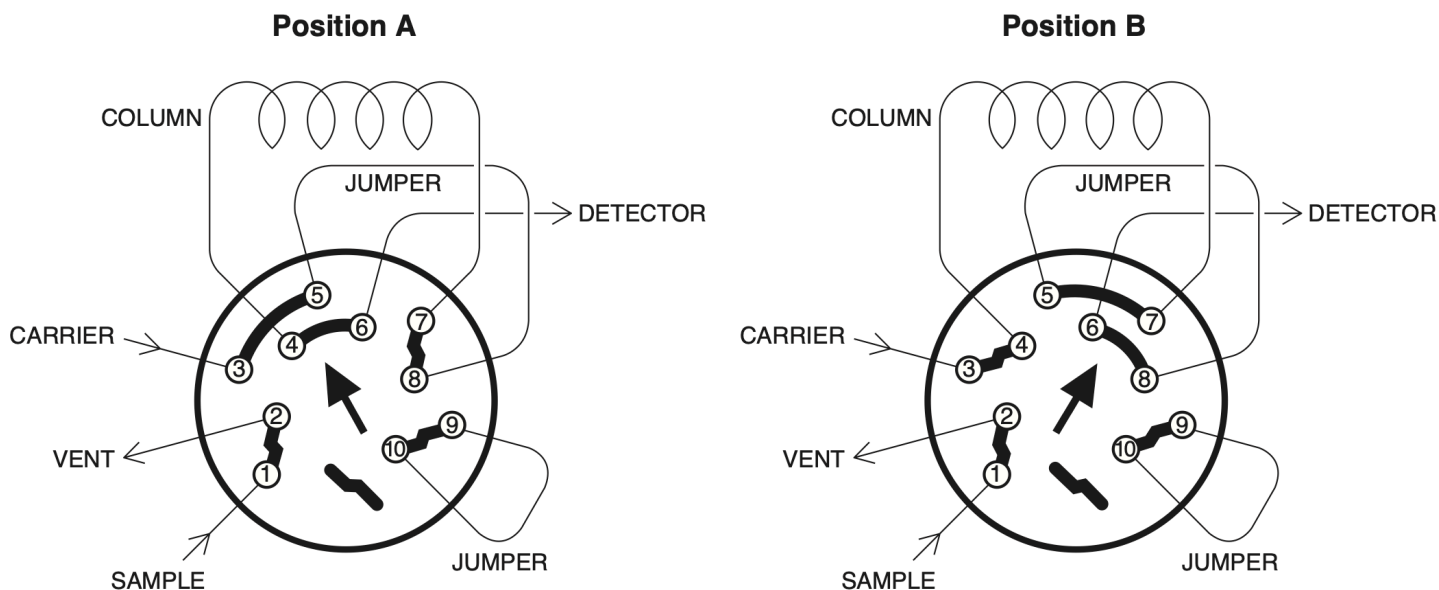 Position A
COLUMN
JUMPER
DETECTOR
5
6
7
4
CARRIER
3
8
2
9
10
VENT
1
JUMPER
SAMPLE
Position B
COLUMN
JUMPER
DETECTOR
5
6
7
4
CARRIER
3
8
2
9
10
VENT
1
JUMPER
SAMPLE